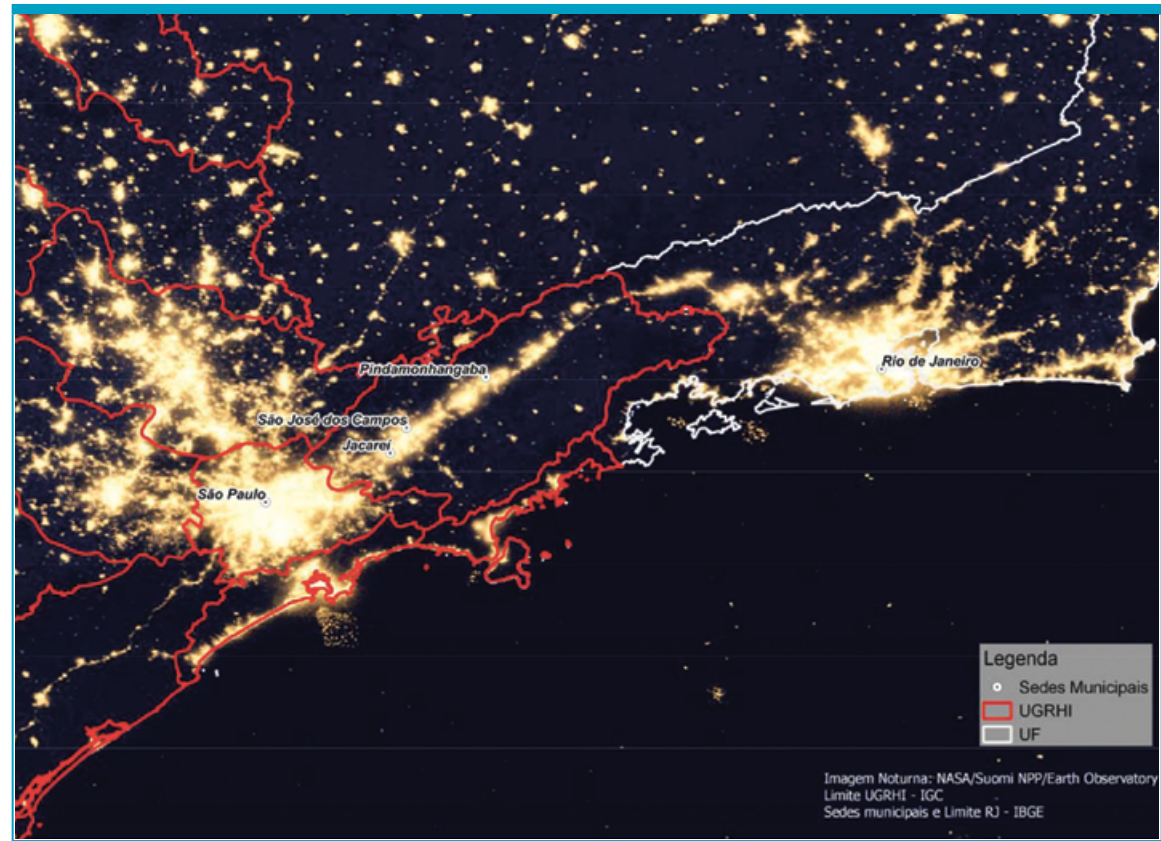 Rio de Janeiro
Pindamonhangaba
São José dos Campos
Jacareí
São Paulo
Legenda
Sedes Municipais
UGRHI
UF
Imagem Noturna: NASA/Suomi NPP/Earth Observatory
Limite UGRHI - IGC
Sedes municipais e Limite RJ - IBGE